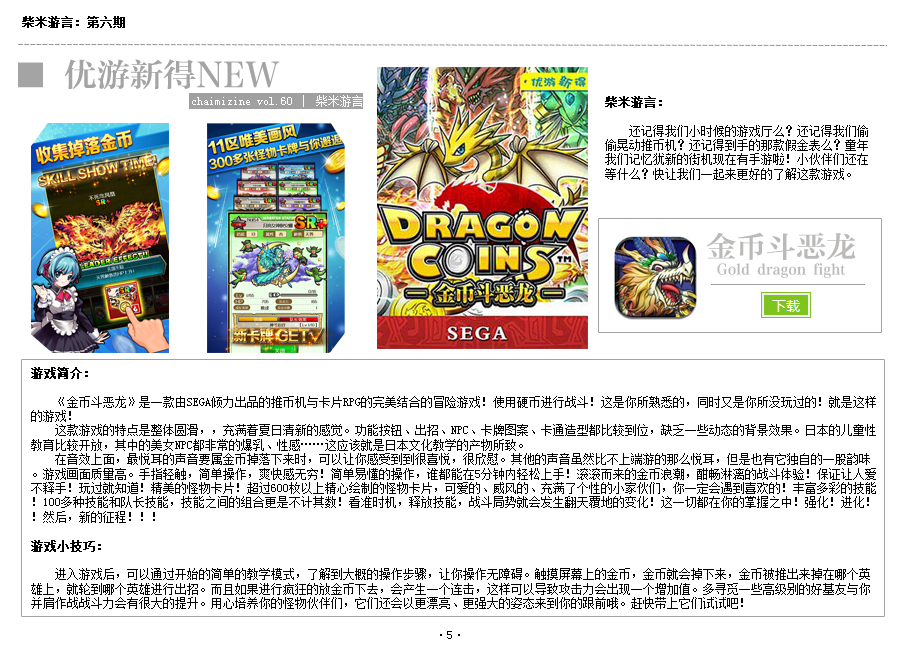 柴米游言：第六期
优游新得NEW
chaimizine vol.60 | 柴米游言
收集掉落金币
SKILL SHOW TIME!
LEADER EFFECT!!
11区唯美画风
300多张怪物卡牌与你邂逅
SR
新卡牌 GET√
·优游新得
DRAGON
COINS™
金币斗恶龙
SEGA
柴米游言：
还记得我们小时候的游戏厅么？还记得我们偷
偷晃动推币机？还记得到手的那款假金表么？童年
我们记忆犹新的街机现在有手游啦！小伙伴们还在
等什么？快让我们一起来更好的了解这款游戏。
金币斗恶龙
Gold dragon fight
下载
游戏简介：
《金币斗恶龙》是一款由SEGA倾力出品的推币机与卡片RPG的完美结合的冒险游戏！使用硬币进行战斗！这是你所熟悉的，同时又是你所没玩过的！就是这样
的游戏！
这款游戏的特点是整体圆滑，，充满着夏日清新的感觉。功能按钮、出招、NPC、卡牌图案、卡通造型都比较到位，缺乏一些动态的背景效果。日本的儿童性
教育比较开放，其中的美女NPC都非常的爆乳、性感……这应该就是日本文化教学的产物所致。
在音效上面，最悦耳的声音要属金币掉落下来时，可以让你感受到到很喜悦，很欣慰。其他的声音虽然比不上端游的那么悦耳，但是也有它独自的一股韵味
。游戏画面质量高。手指轻触，简单操作，爽快感无穷！简单易懂的操作，谁都能在5分钟内轻松上手！滚滚而来的金币浪潮，酣畅淋漓的战斗体验！保证让人爱
不释手！玩过就知道！精美的怪物卡片！超过600枚以上精心绘制的怪物卡片，可爱的、威风的、充满了个性的小家伙们，你一定会遇到喜欢的！丰富多彩的技能
！100多种技能和队长技能，技能之间的组合更是不计其数！看准时机，释放技能，战斗局势就会发生翻天覆地的变化！这一切都在你的掌握之中！强化！进化！
！然后，新的征程！！！
游戏小技巧：
进入游戏后，可以通过开始的简单的教学模式，了解到大概的操作步骤，让你操作无障碍。触摸屏幕上的金币，金币就会掉下来，金币被推出来掉在哪个英
雄上，就轮到哪个英雄进行出招。而且如果进行疯狂的放金币下去，会产生一个连击，这样可以导致攻击力会出现一个增加值。多寻觅一些高级别的好基友与你
并肩作战战斗力会有很大的提升。用心培养你的怪物伙伴们，它们还会以更漂亮、更强大的姿态来到你的跟前哦。赶快带上它们试试吧！
·5·